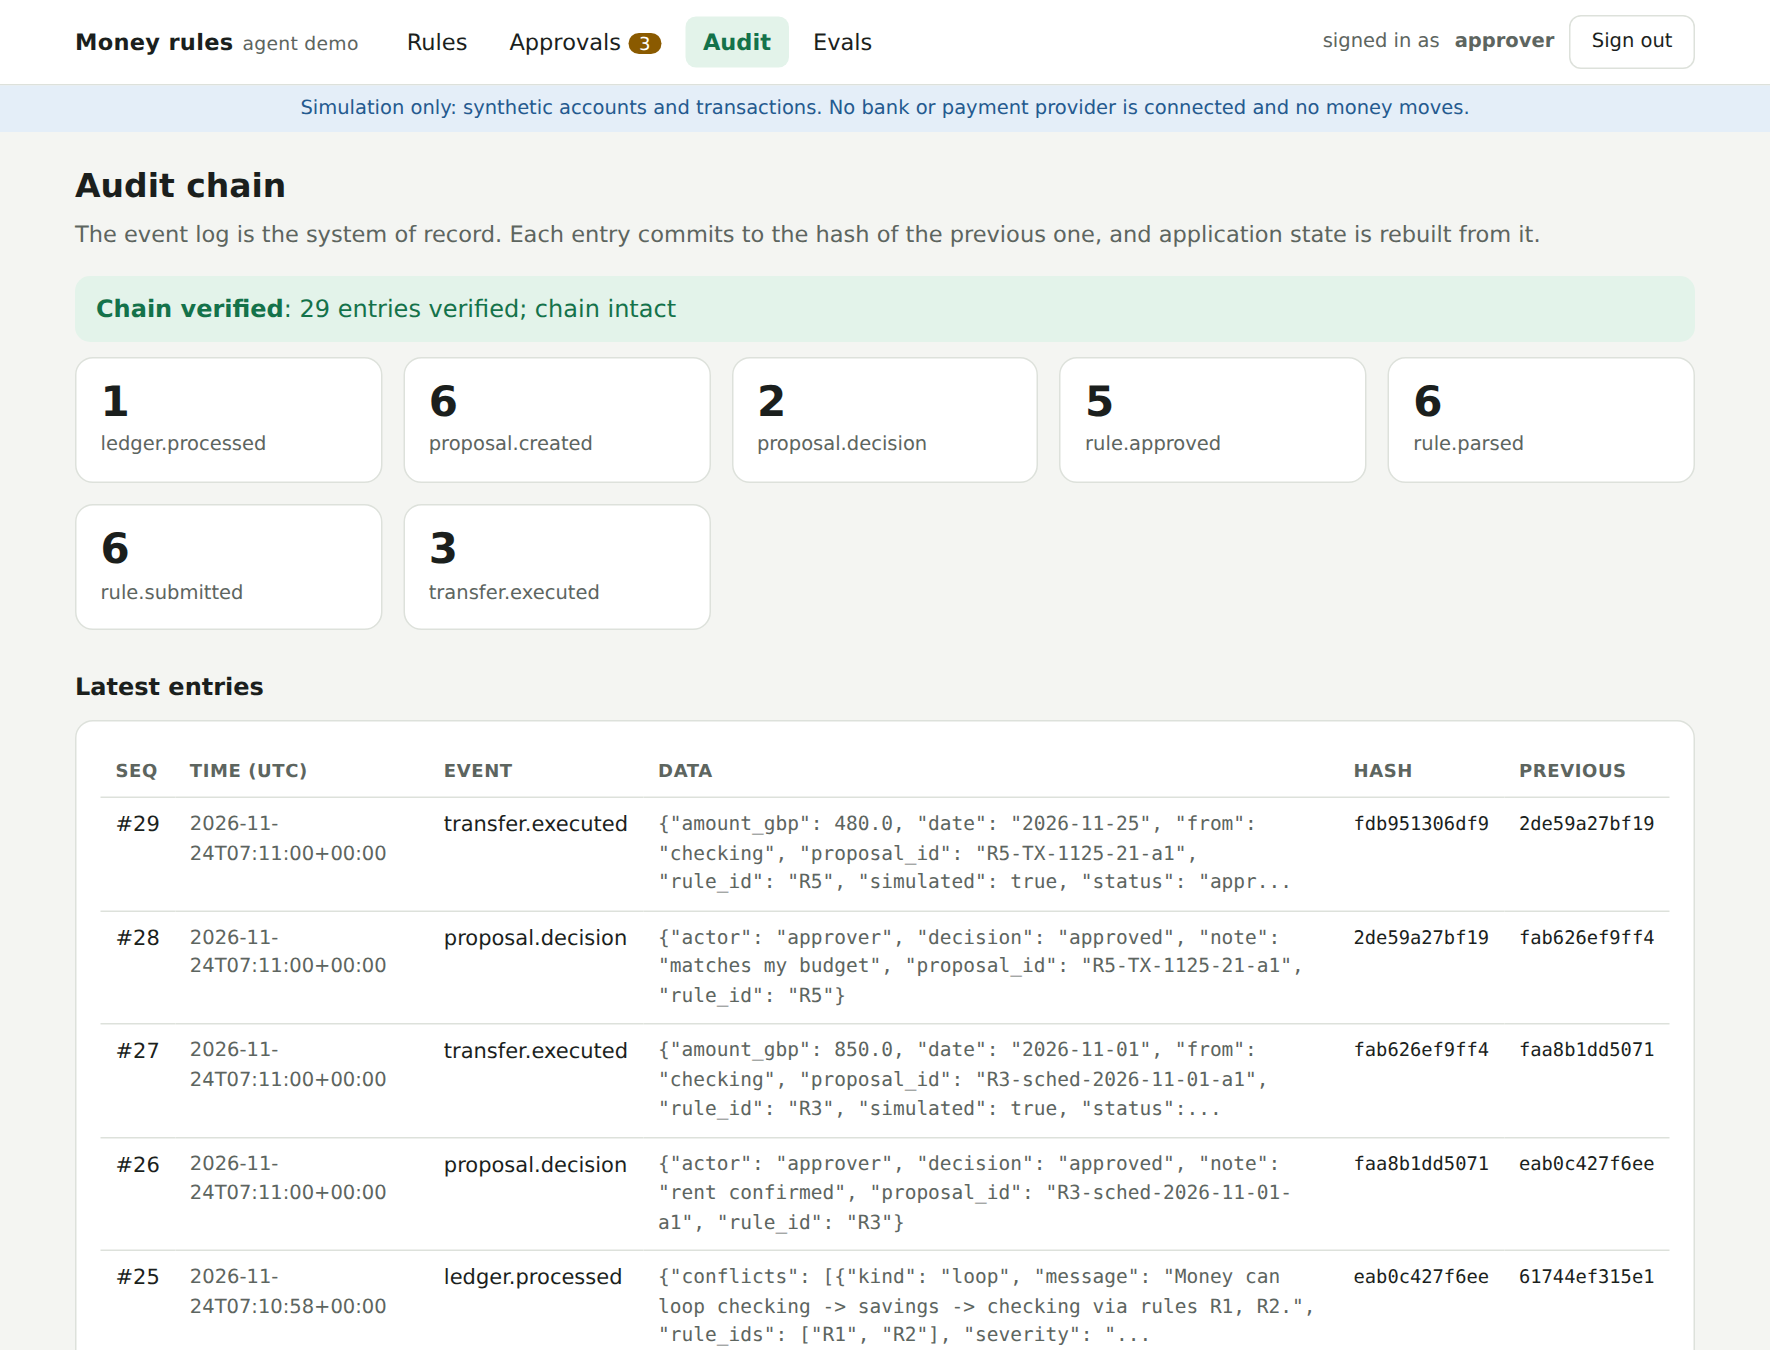 Money rules agent demo Rules Approvals 3 Audit Evals signed in as approver Sign out
Simulation only: synthetic accounts and transactions. No bank or payment provider is connected and no money moves.
Audit chain
The event log is the system of record. Each entry commits to the hash of the previous one, and application state is rebuilt from it.
Chain verified: 29 entries verified; chain intact
1
ledger.processed
6
proposal.created
2
proposal.decision
5
rule.approved
6
rule.parsed
6
rule.submitted
3
transfer.executed
Latest entries
SEQ TIME (UTC) EVENT DATA HASH PREVIOUS
#29 2026-11- transfer.executed {"amount_gbp": 480.0, "date": "2026-11-25", "from": fdb951306df9 2de59a27bf19
24T07:11:00+00:00 "checking", "proposal_id": "R5-TX-1125-21-a1",
"rule_id": "R5", "simulated": true, "status": "appr...
#28 2026-11- proposal.decision {"actor": "approver", "decision": "approved", "note": 2de59a27bf19 fab626ef9ff4
24T07:11:00+00:00 "matches my budget", "proposal_id": "R5-TX-1125-21-a1",
"rule_id": "R5"}
#27 2026-11- transfer.executed {"amount_gbp": 850.0, "date": "2026-11-01", "from": fab626ef9ff4 faa8b1dd5071
24T07:11:00+00:00 "checking", "proposal_id": "R3-sched-2026-11-01-a1",
"rule_id": "R3", "simulated": true, "status":...
#26 2026-11- proposal.decision {"actor": "approver", "decision": "approved", "note": faa8b1dd5071 eab0c427f6ee
24T07:11:00+00:00 "rent confirmed", "proposal_id": "R3-sched-2026-11-01-
a1", "rule_id": "R3"}
#25 2026-11- ledger.processed {"conflicts": [{"kind": "loop", "message": "Money can eab0c427f6ee 61744ef315e1
24T07:10:58+00:00 loop checking -> savings -> checking via rules R1, R2.",
"rule_ids": ["R1", "R2"], "severity": "...